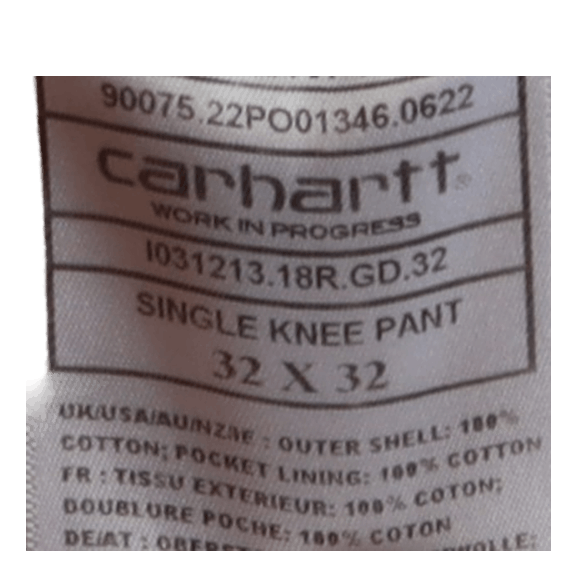 90075.22PO01346.0622
carhartt®
WORK IN PROGRESS
I031213.18R.GD.32
SINGLE KNEE PANT
32 X 32
UK/USA/AU/NZ/IE : OUTER SHELL: 100%
COTTON; POCKET LINING: 100% COTTON
FR : TISSU EXTERIEUR: 100% COTON;
DOUBLURE POCHE: 100% COTON
DE/AT :